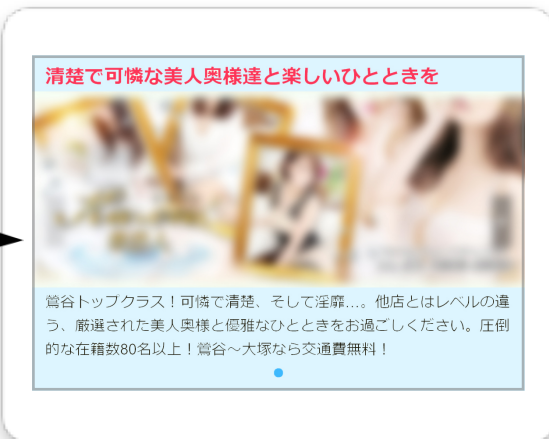 清楚で可憐な美人奥様達と楽しいひとときを
鶯谷トップクラス！可憐で清楚、そして淫靡…。他店とはレベルの違
う、厳選された美人奥様と優雅なひとときをお過ごしください。圧倒
的な在籍数80名以上！鶯谷～大塚なら交通費無料！